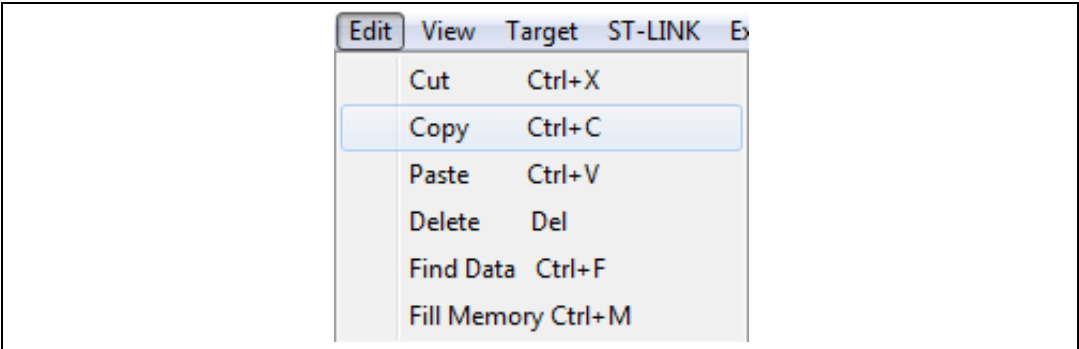 Edit View Target ST-LINK
Cut Ctrl+X
Copy Ctrl+C
Paste Ctrl+V
Delete Del
Find Data Ctrl+F
Fill Memory Ctrl+M